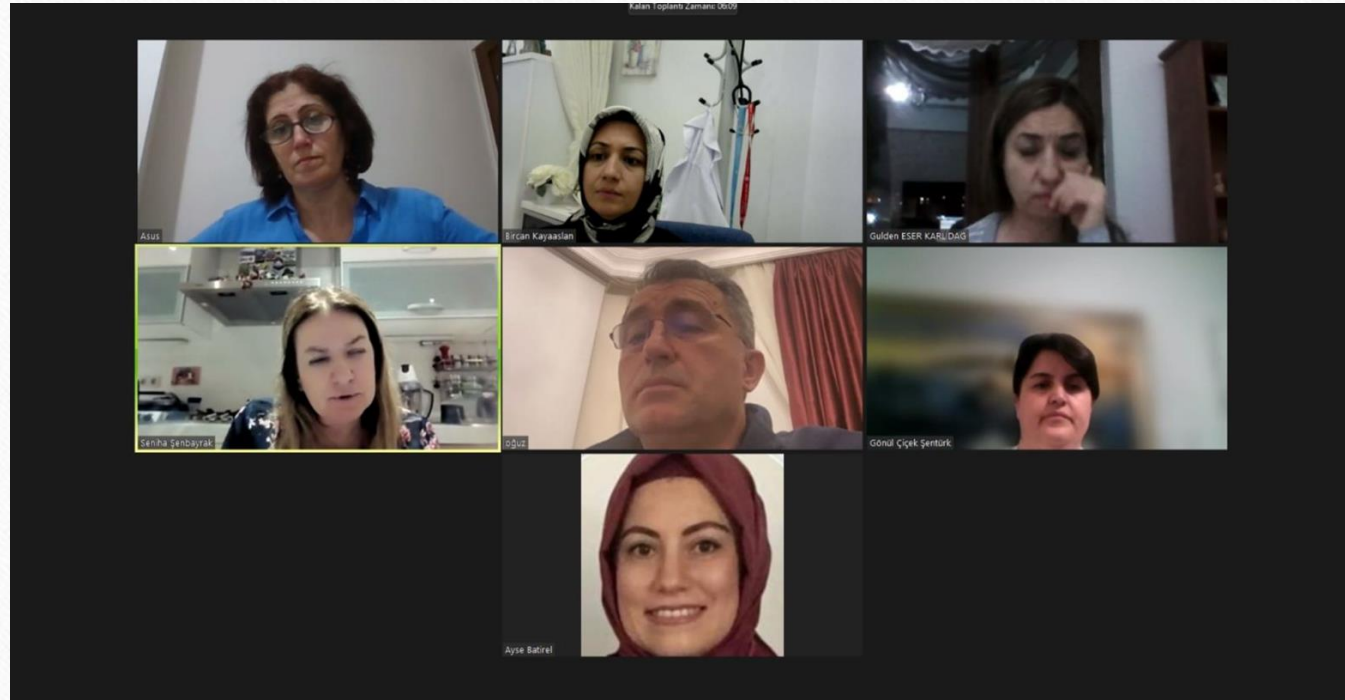 Kalan Toplantı Zamanı: 06:09
Asus
Bircan Kayaaslan
Gulden ESER KARLIDAG
Seniha Şenbayrak
oğuz
Gönül Çiçek Şentürk
Ayse Batirel